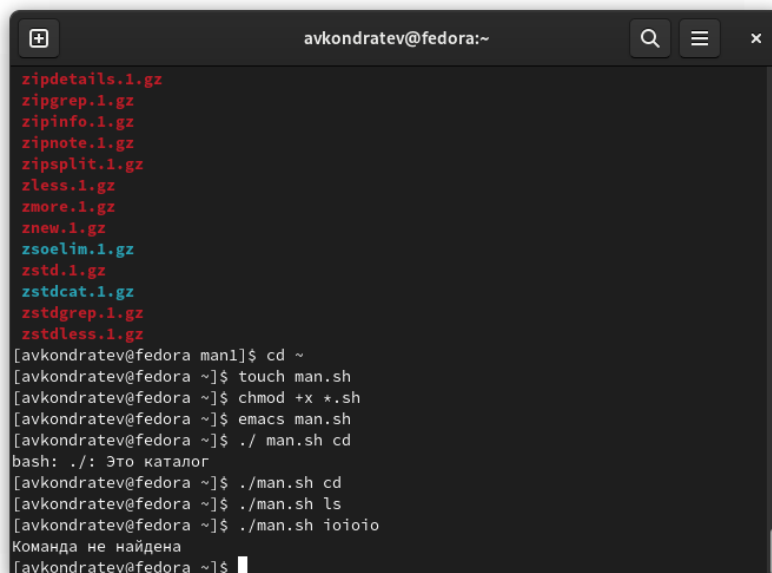 avkondratev@fedora:~
zipdetails.1.gz
zipgrep.1.gz
zipinfo.1.gz
zipnote.1.gz
zipsplit.1.gz
zless.1.gz
zmore.1.gz
znew.1.gz
zsoelim.1.gz
zstd.1.gz
zstdcat.1.gz
zstdgrep.1.gz
zstdless.1.gz
[avkondratev@fedora man1]$ cd ~
[avkondratev@fedora ~]$ touch man.sh
[avkondratev@fedora ~]$ chmod +x *.sh
[avkondratev@fedora ~]$ emacs man.sh
[avkondratev@fedora ~]$ ./ man.sh cd
bash: ./: Это каталог
[avkondratev@fedora ~]$ ./man.sh cd
[avkondratev@fedora ~]$ ./man.sh ls
[avkondratev@fedora ~]$ ./man.sh ioioio
Команда не найдена
[avkondratev@fedora ~]$